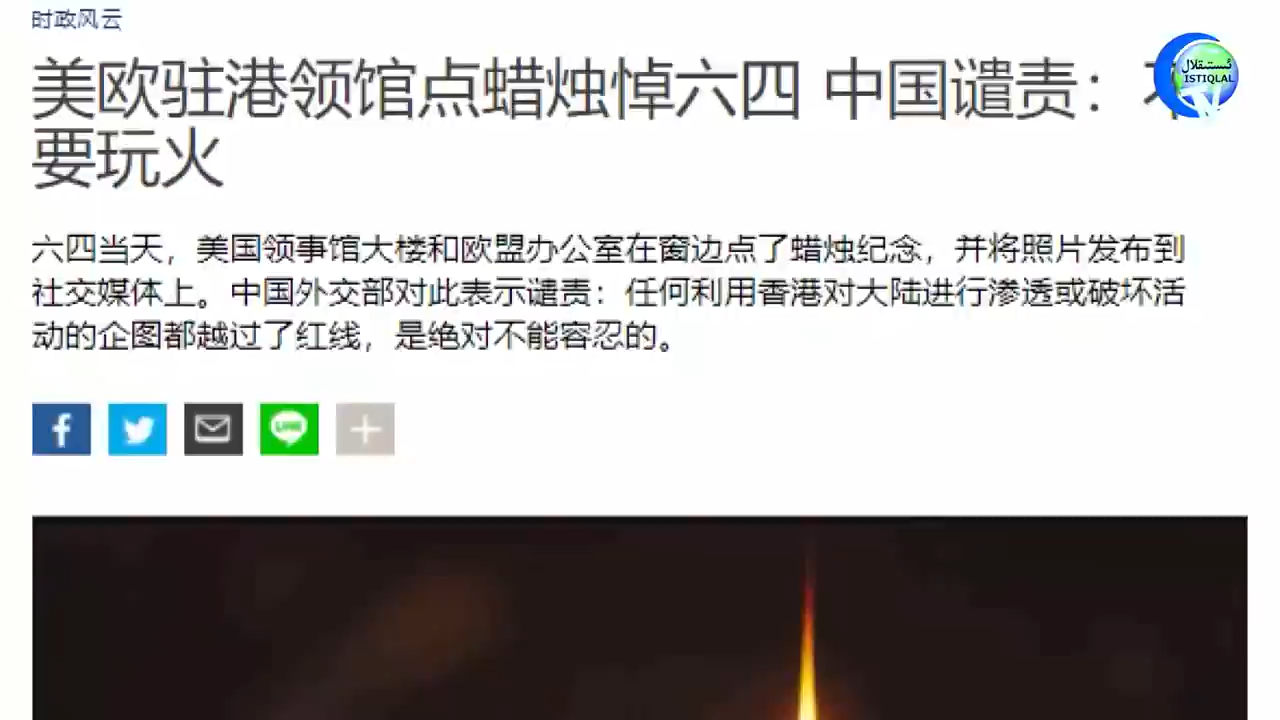 时政风云
美欧驻港领馆点蜡烛悼六四 中国谴责：不
要玩火
六四当天，美国领事馆大楼和欧盟办公室在窗边点了蜡烛纪念，并将照片发布到
社交媒体上。中国外交部对此表示谴责：任何利用香港对大陆进行渗透或破坏活
动的企图都越过了红线，是绝对不能容忍的。
ئىستىقلال
ISTIQLAL
LINE